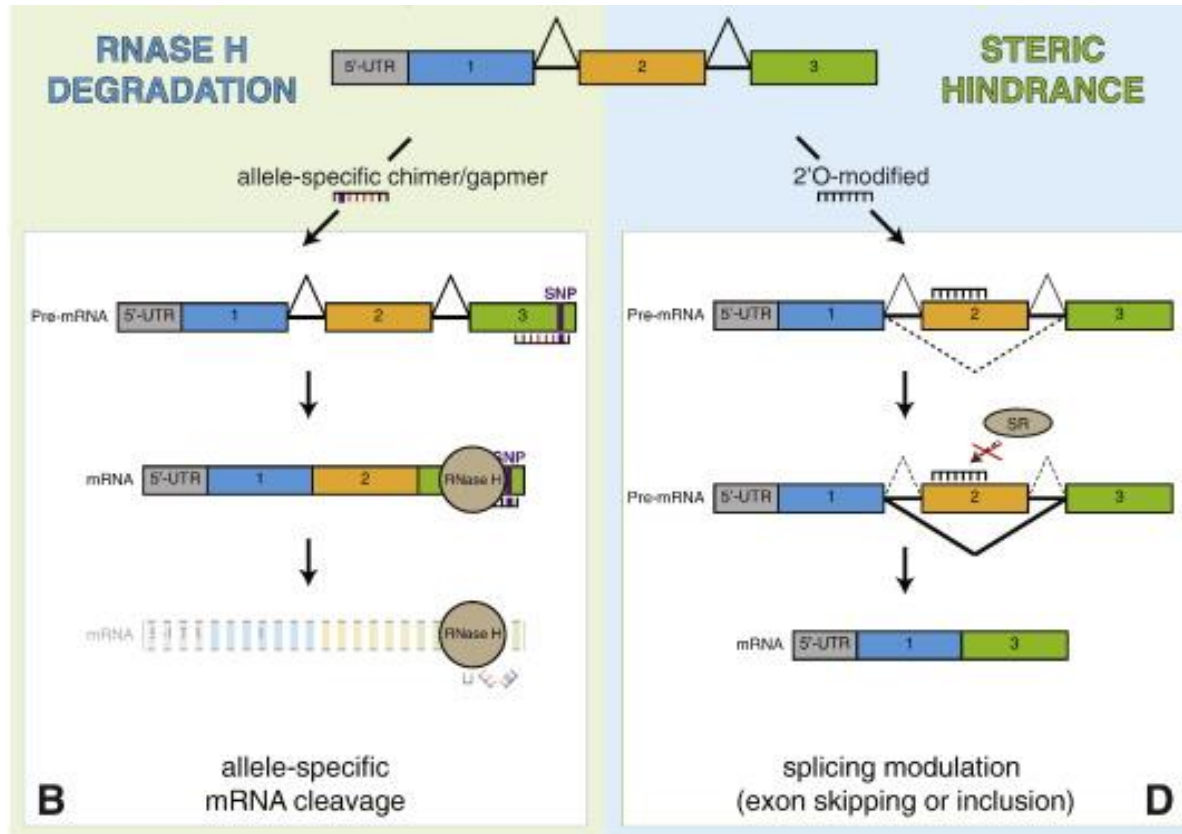 RNASE H
DEGRADATION
STERIC
HINDRANCE
5'-UTR 1 2 3
allele-specific chimer/gapmer
2'O-modified
SNP
Pre-mRNA 5'-UTR 1 2 3
Pre-mRNA 5'-UTR 1 2 3
SR
SNP
mRNA 5'-UTR 1 2 RNase H
Pre-mRNA 5'-UTR 1 2 3
mRNA RNase H
mRNA 5'-UTR 1 3
allele-specific
mRNA cleavage
B
splicing modulation
(exon skipping or inclusion)
D